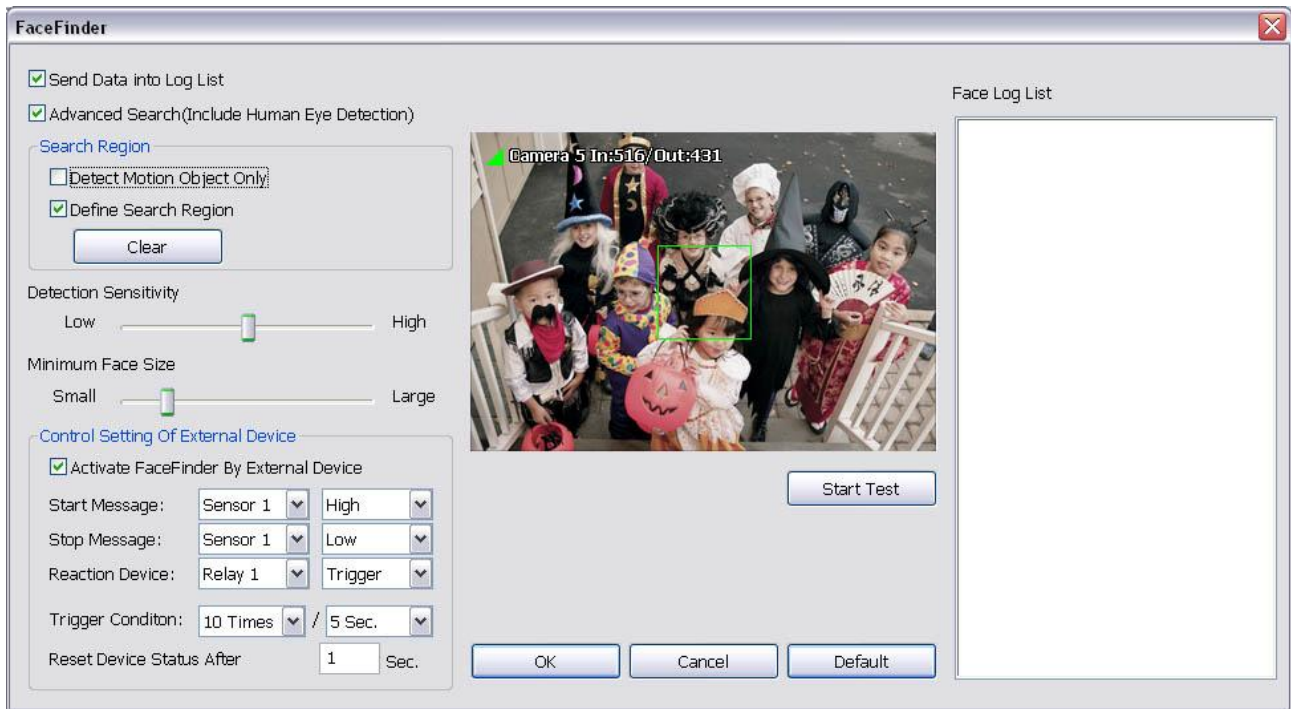 FaceFinder
Send Data into Log List
Advanced Search(Include Human Eye Detection)
Search Region
Detect Motion Object Only
Define Search Region
Clear
Detection Sensitivity
Low
High
Minimum Face Size
Small
Large
Control Setting Of External Device
Activate FaceFinder By External Device
Start Message:
Sensor 1
High
Stop Message:
Sensor 1
Low
Reaction Device:
Relay 1
Trigger
Trigger Conditon:
10 Times
/
5 Sec.
Reset Device Status After
1
Sec.
Camera 5 In:516/Out:431
Start Test
OK
Cancel
Default
Face Log List